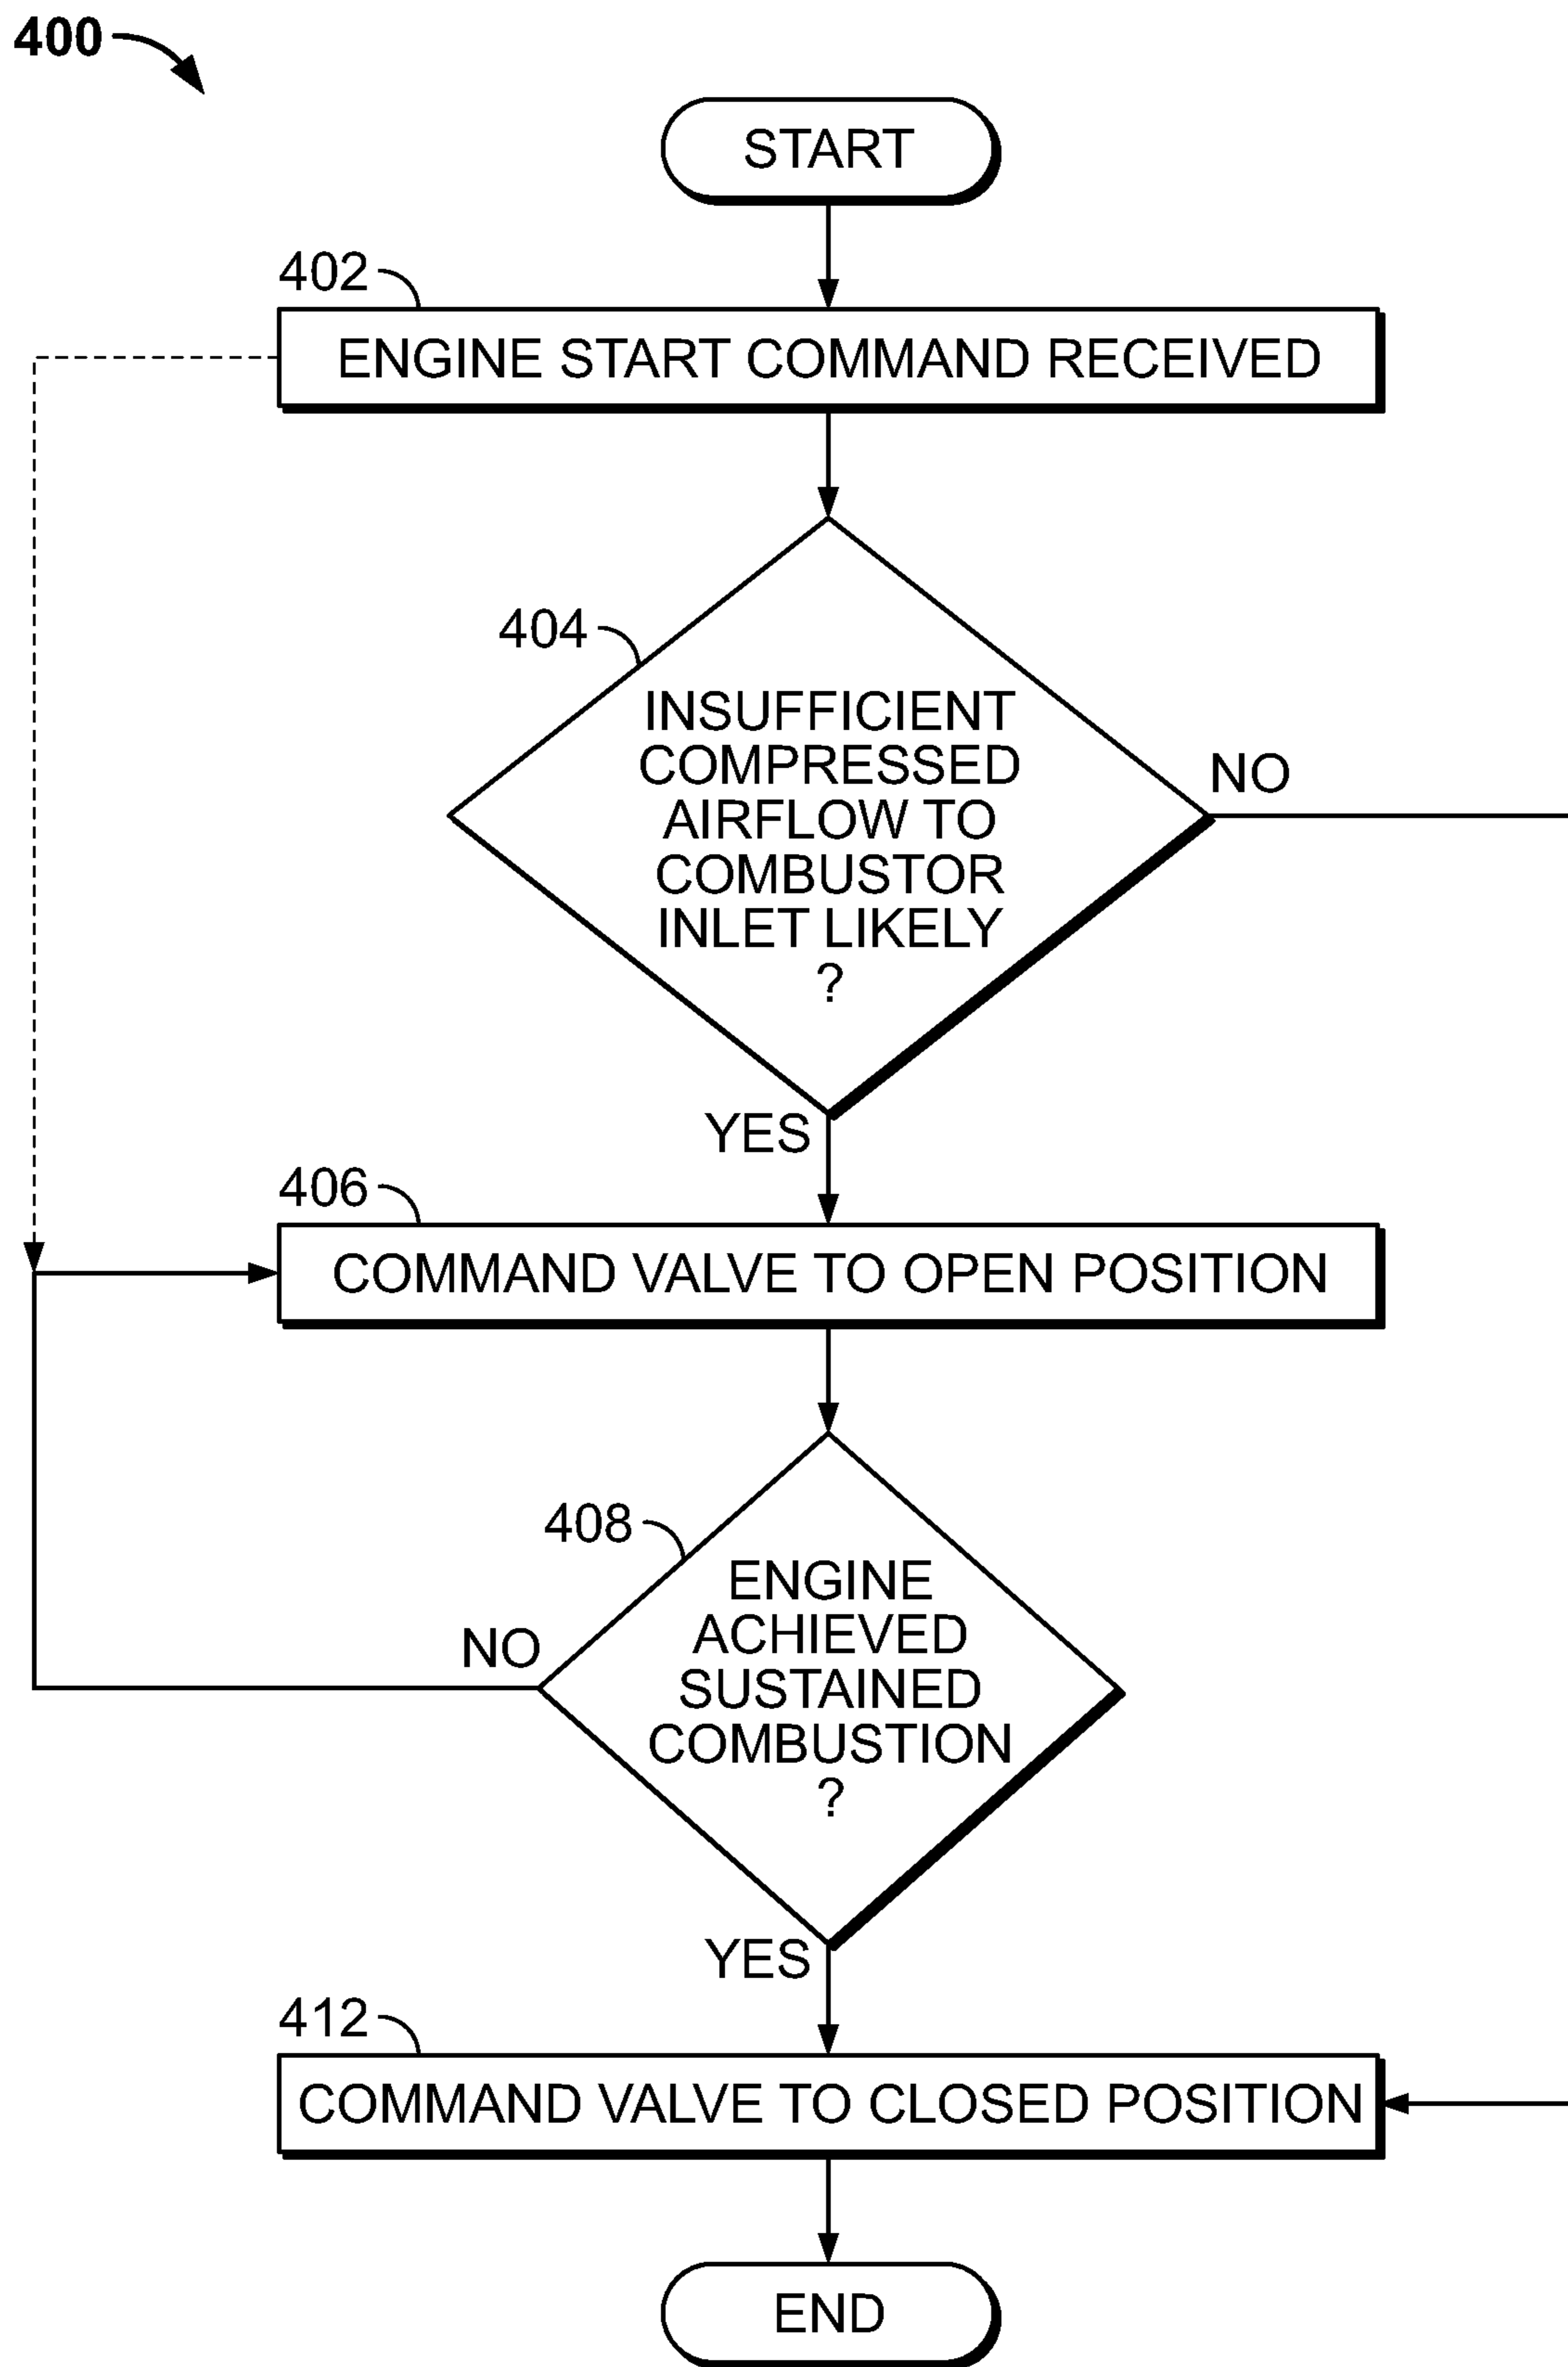 400
START
402
ENGINE START COMMAND RECEIVED
404
INSUFFICIENT
COMPRESSED
AIRFLOW TO
COMBUSTOR
INLET LIKELY
?
NO
YES
406
COMMAND VALVE TO OPEN POSITION
408
ENGINE
ACHIEVED
SUSTAINED
COMBUSTION
?
NO
YES
412
COMMAND VALVE TO CLOSED POSITION
END